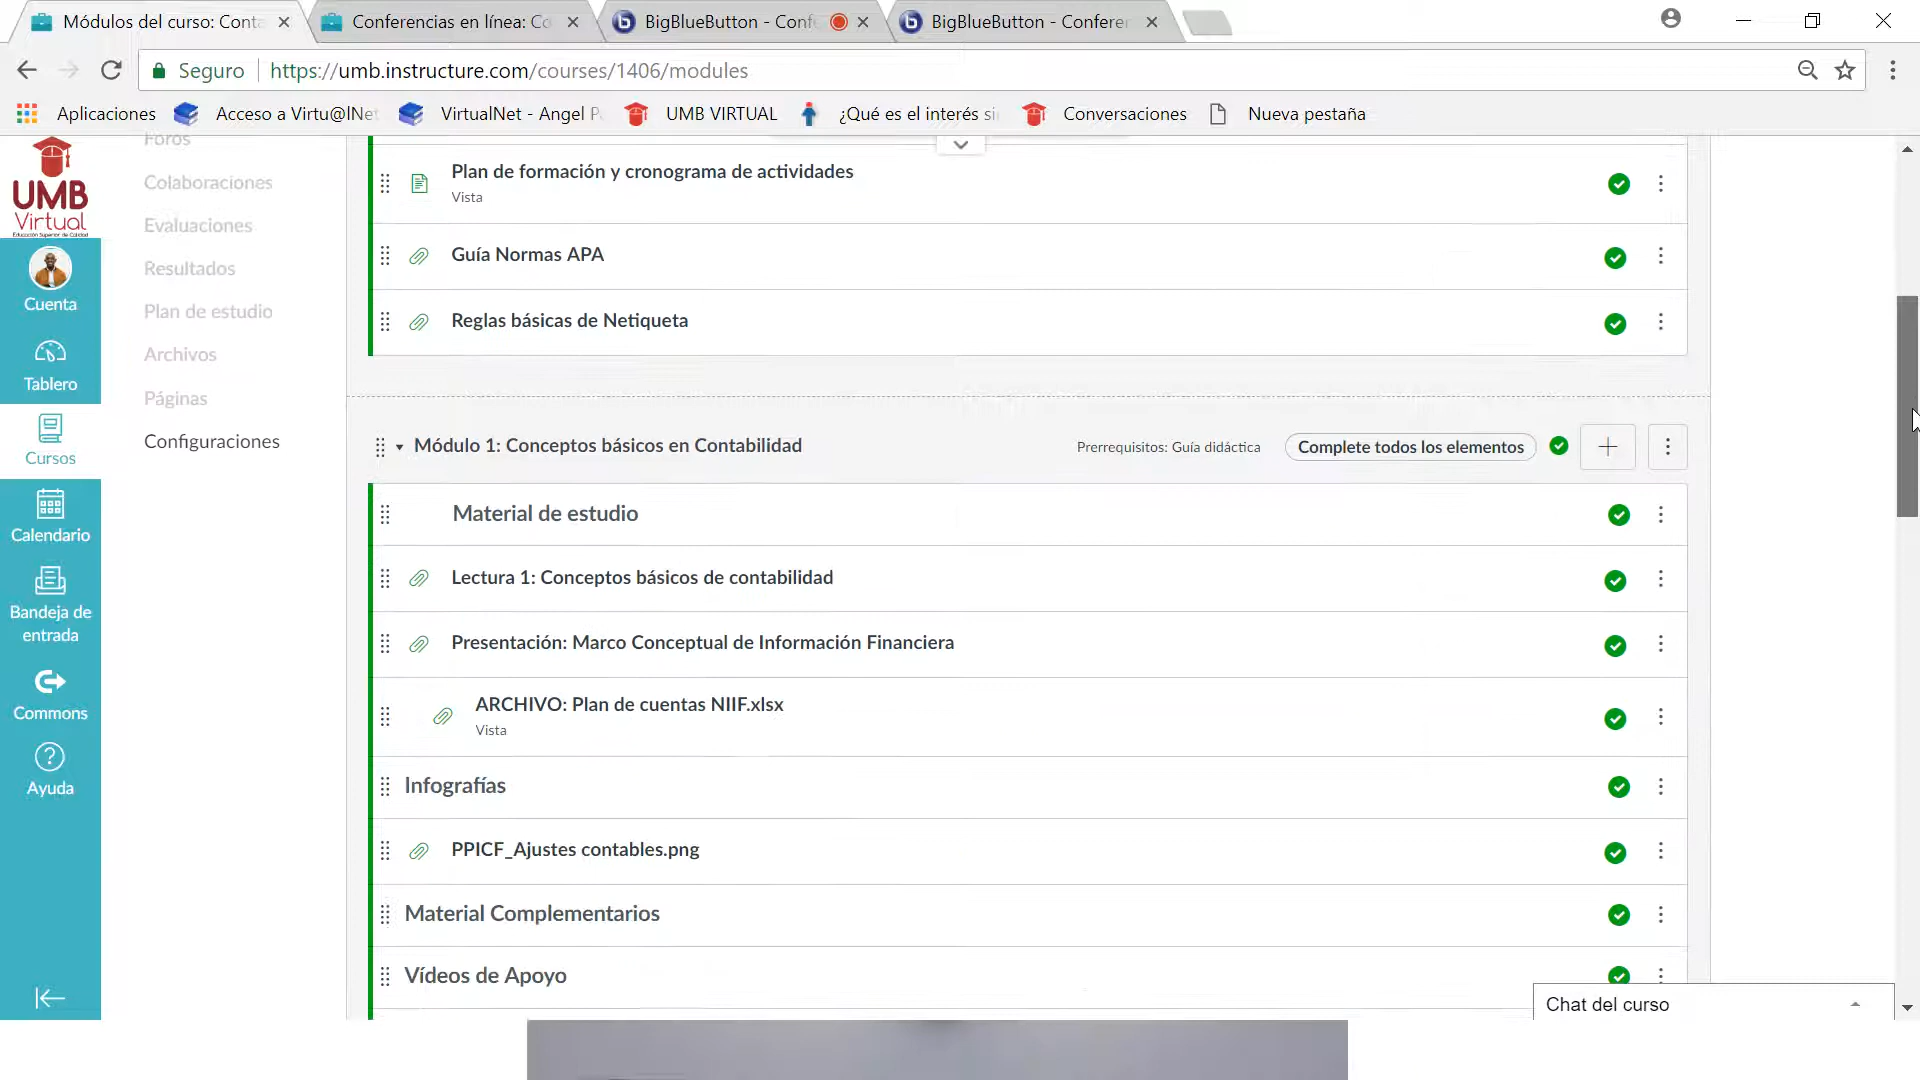 Módulos del curso: Conta
Conferencias en línea: Co
BigBlueButton - Confe
BigBlueButton - Conferen
Seguro
https://umb.instructure.com/courses/1406/modules
Aplicaciones
Acceso a Virtu@lNet
VirtualNet - Angel P
UMB VIRTUAL
¿Qué es el interés si
Conversaciones
Nueva pestaña
UMB
Virtual
Educación Superior de Calidad
Cuenta
Tablero
Cursos
Calendario
Bandeja de
entrada
Commons
Ayuda
Foros
Colaboraciones
Evaluaciones
Resultados
Plan de estudio
Archivos
Páginas
Configuraciones
Plan de formación y cronograma de actividades
Vista
Guía Normas APA
Reglas básicas de Netiqueta
Módulo 1: Conceptos básicos en Contabilidad
Prerrequisitos: Guía didáctica
Complete todos los elementos
Material de estudio
Lectura 1: Conceptos básicos de contabilidad
Presentación: Marco Conceptual de Información Financiera
ARCHIVO: Plan de cuentas NIIF.xlsx
Vista
Infografías
PPICF_Ajustes contables.png
Material Complementarios
Vídeos de Apoyo
Chat del curso